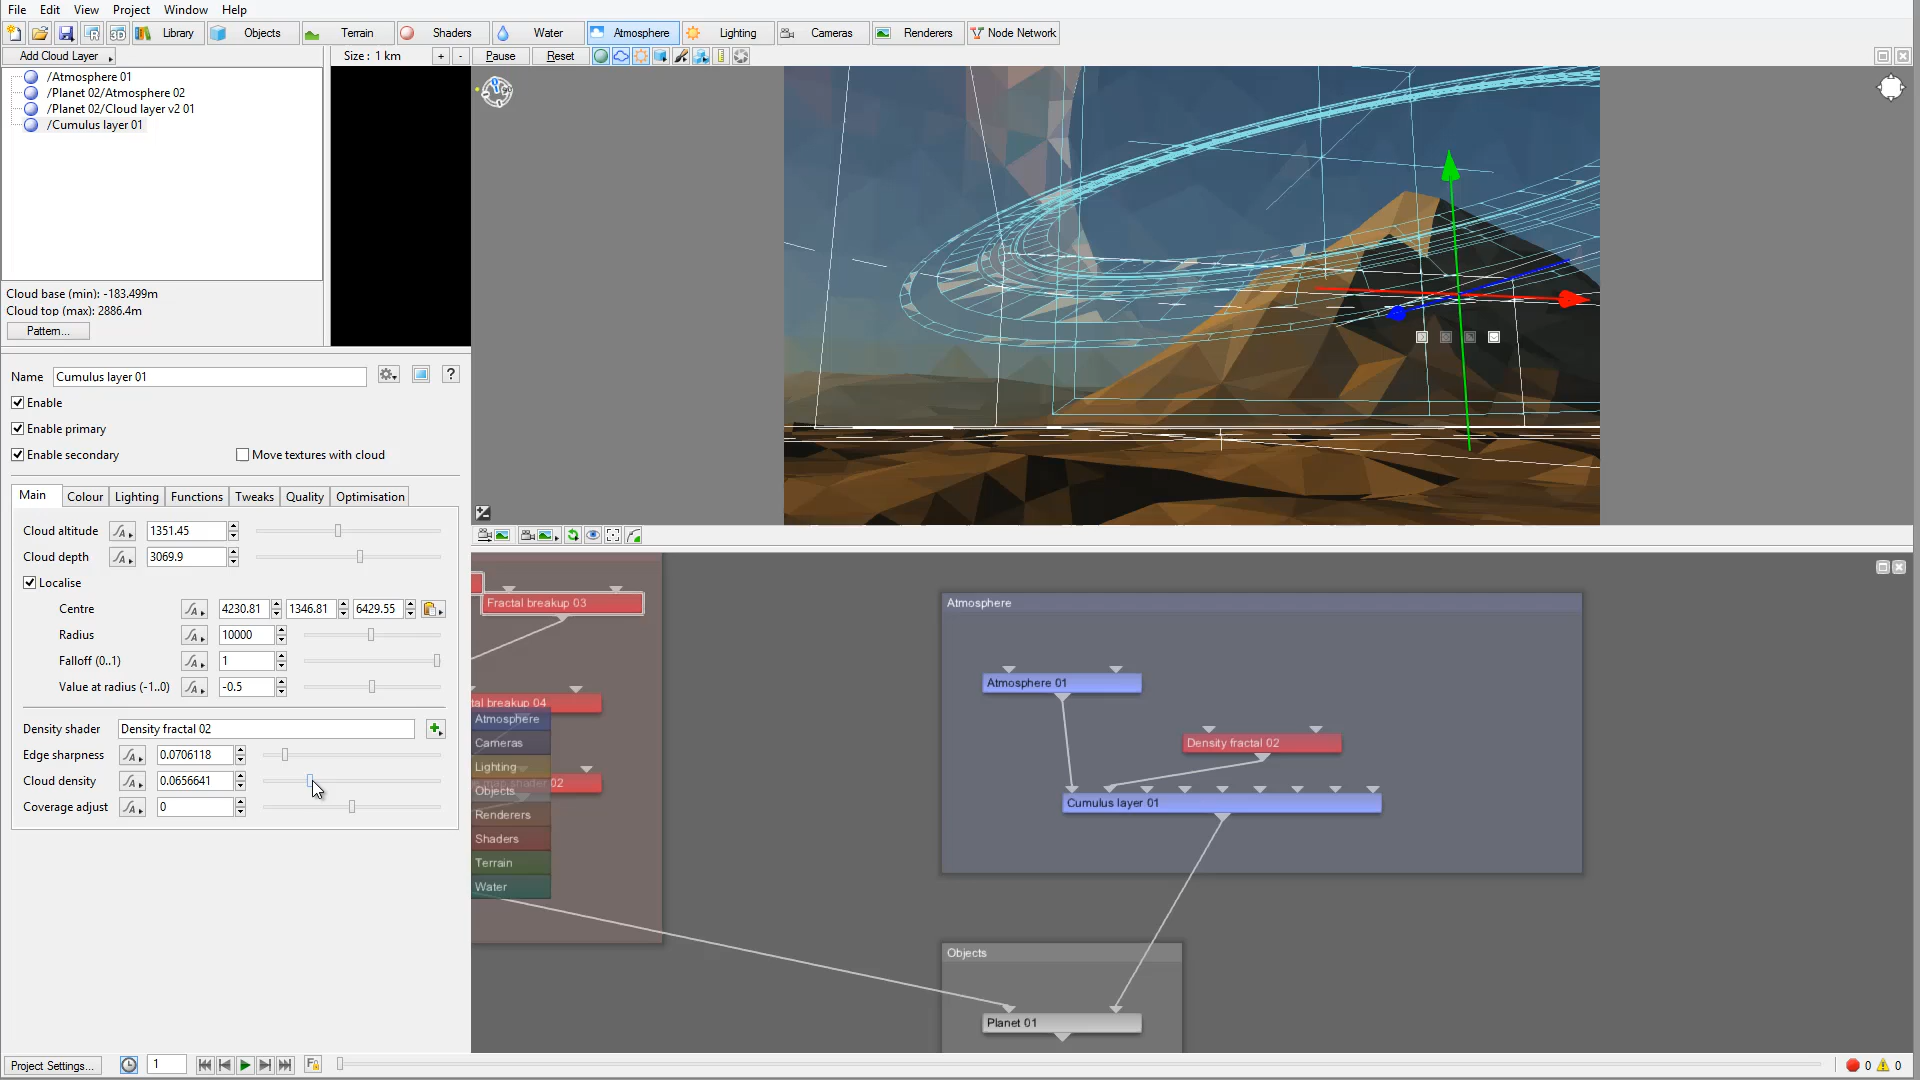 File Edit View Project Window Help
Library Objects Terrain Shaders Water Atmosphere Lighting Cameras Renderers Node Network
Add Cloud Layer Size: 1 km + - Pause Reset
/Atmosphere 01
/Planet 02/Atmosphere 02
/Planet 02/Cloud layer v2 01
/Cumulus layer 01
Cloud base (min): -183.499m
Cloud top (max): 2886.4m
Pattern...
Name Cumulus layer 01 ?
Enable
Enable primary
Enable secondary Move textures with cloud
Main Colour Lighting Functions Tweaks Quality Optimisation
Cloud altitude 1351.45
Cloud depth 3069.9
Localise
Centre 4230.81 1346.81 6429.55
Radius 10000
Falloff (0..1) 1
Value at radius (-1..0) -0.5
Density shader Density fractal 02
Edge sharpness 0.0706118
Cloud density 0.0656641
Coverage adjust 0
Fractal breakup 03
tal breakup 04
Atmosphere
Cameras
Lighting
Objects
Renderers
Shaders
Terrain
Water
Atmosphere
Atmosphere 01
Density fractal 02
Cumulus layer 01
Objects
Planet 01
Project Settings... 1 0 0